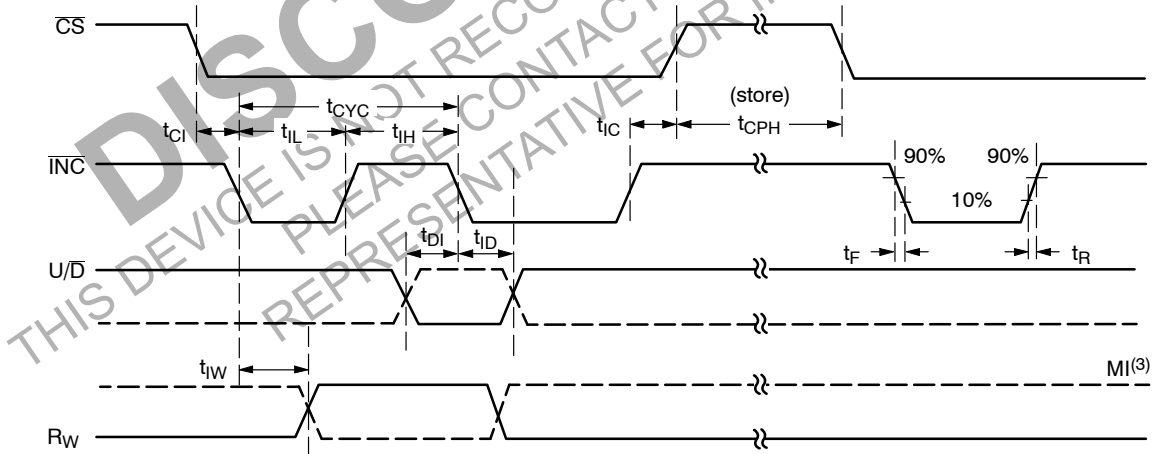 DISCO
THIS DEVICE IS NOT RECO
PLEASE CONTACT
REPRESENTATIVE FOR I
CS
tCYC
(store)
tCI
tIL
tIH
tIC
tCPH
INC
90%
90%
10%
tDI
tID
tF
tR
U/D
tIW
MI(3)
RW